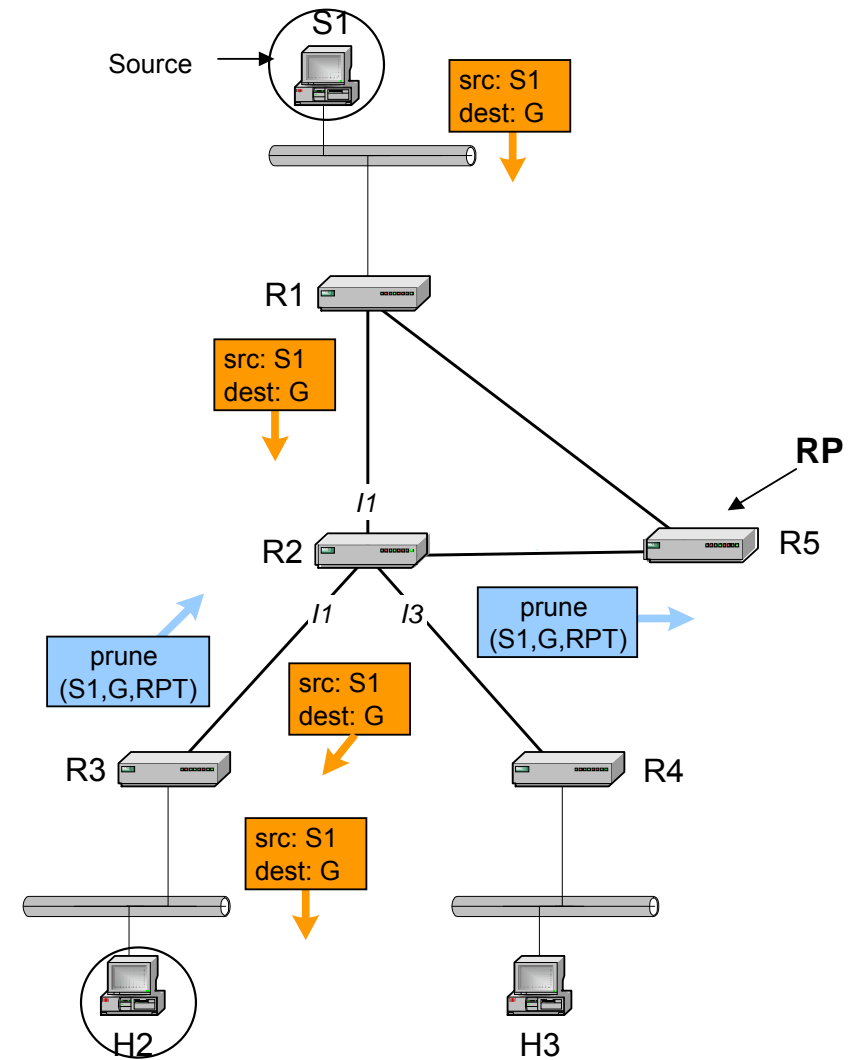 S1
Source
src: S1
dest: G
R1
src: S1
dest: G
RP
I1
R2
R5
I1
I3
prune
(S1,G,RPT)
prune
(S1,G,RPT)
src: S1
dest: G
R3
R4
src: S1
dest: G
H2
H3